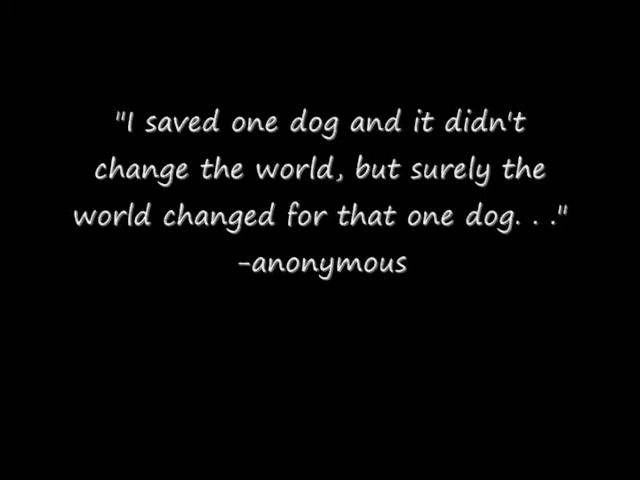 "I saved one dog and it didn't
change the world, but surely the
world changed for that one dog. . ."
-anonymous